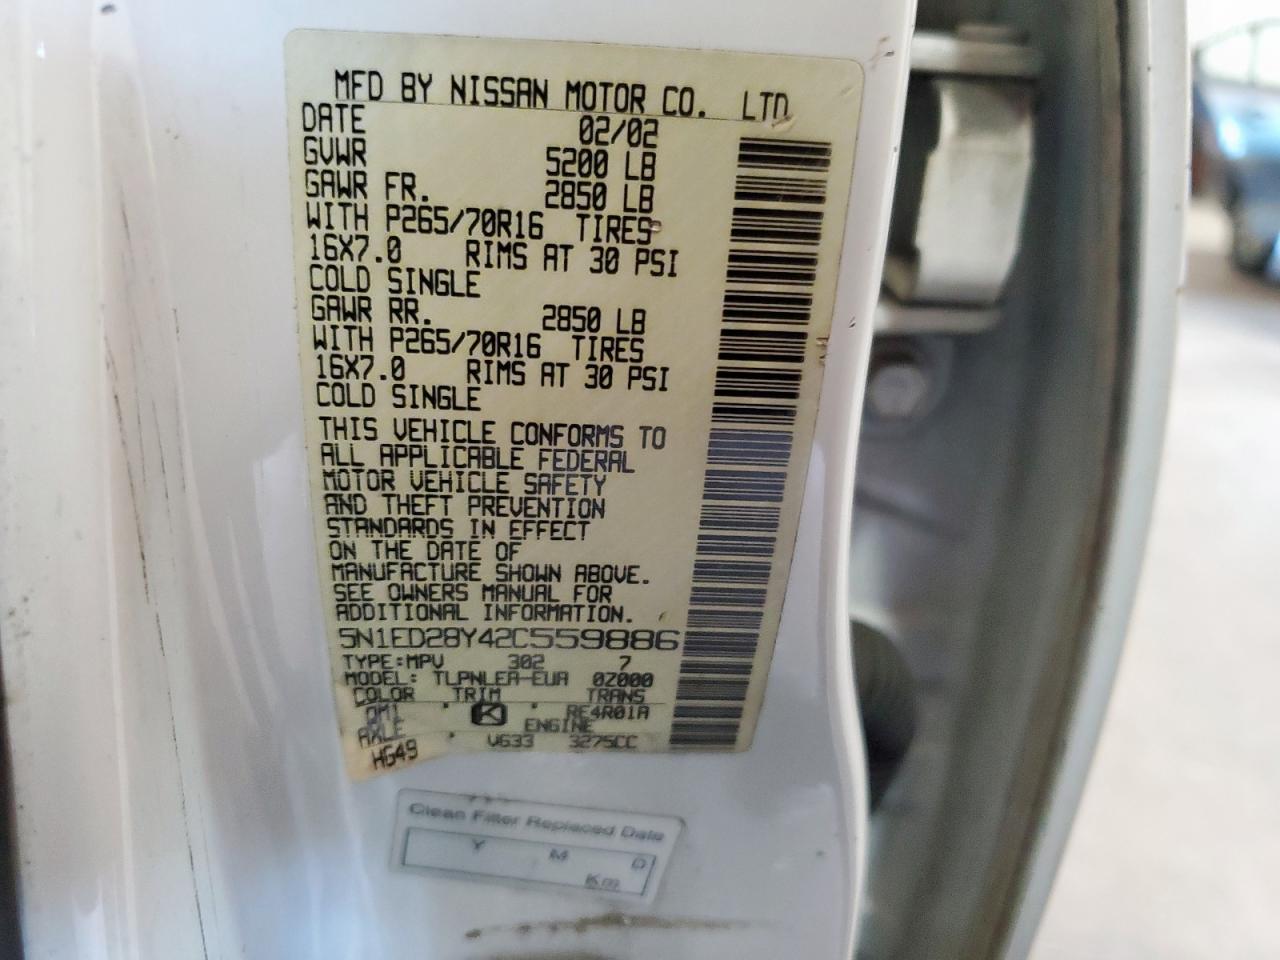 MFD BY NISSAN MOTOR CO. LTD
DATE 02/02
GVWR 5200 LB
GAWR FR. 2850 LB
WITH P265/70R16 TIRES
16X7.0 RIMS AT 30 PSI
COLD SINGLE
GAWR RR. 2850 LB
WITH P265/70R16 TIRES
16X7.0 RIMS AT 30 PSI
COLD SINGLE
THIS VEHICLE CONFORMS TO
ALL APPLICABLE FEDERAL
MOTOR VEHICLE SAFETY
AND THEFT PREVENTION
STANDARDS IN EFFECT
ON THE DATE OF
MANUFACTURE SHOWN ABOVE.
SEE OWNERS MANUAL FOR
ADDITIONAL INFORMATION.
5N1ED28Y42C559886
TYPE:MPV 302 7
MODEL: TLPNLEA-EUA 0Z000
COLOR TRIM TRANS
QM1 * K * RE4R01A
AXLE ENGINE
HG49 * VG33 3275CC
Clean Filter Replaced Date
Y M D
Km